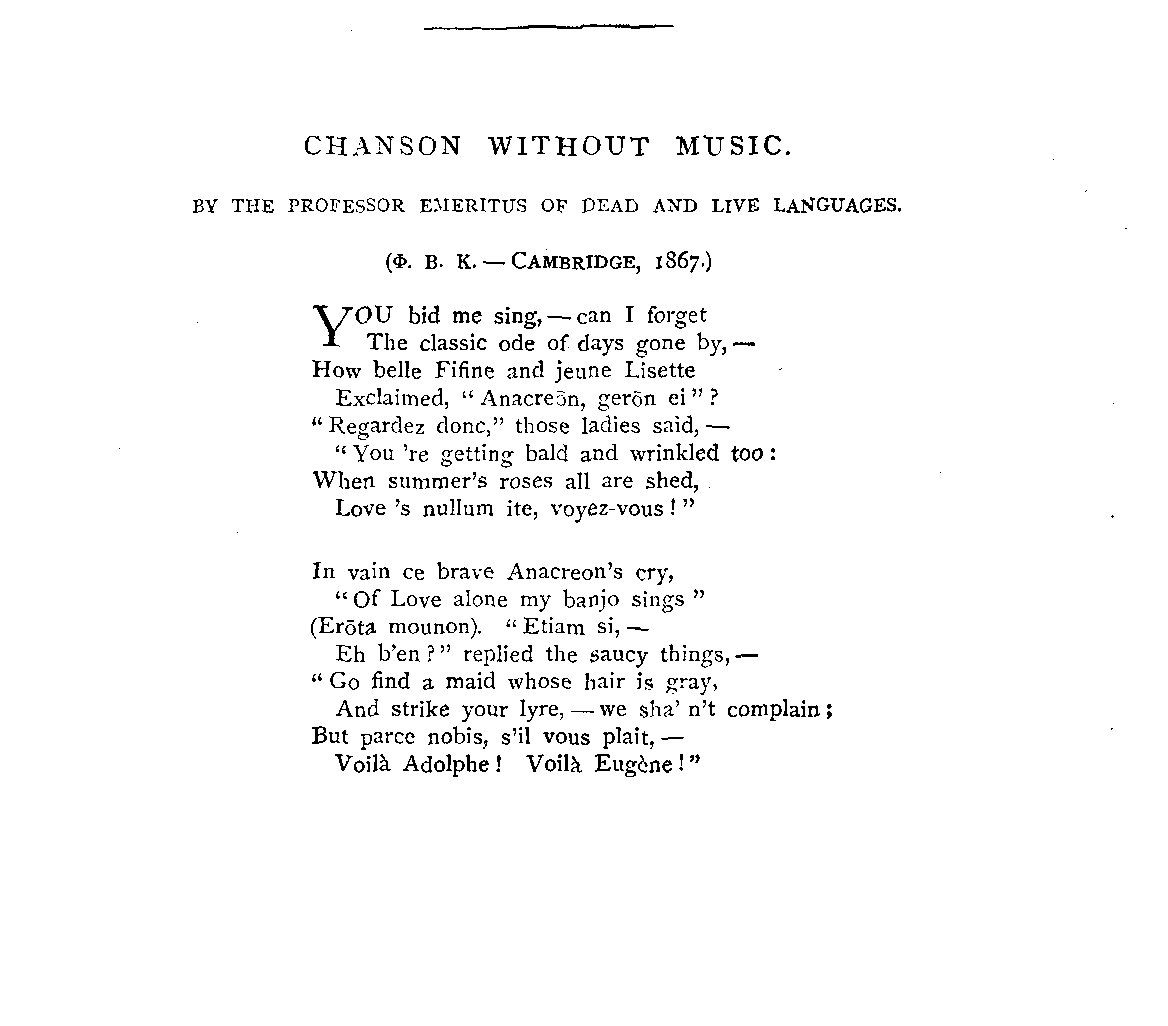 CHANSON WITHOUT MUSIC.
BY THE PROFESSOR EMERITUS OF DEAD AND LIVE LANGUAGES.
(Φ. B. K. — CAMBRIDGE, 1867.)
YOU bid me sing, — can I forget
The classic ode of days gone by, —
How belle Fifine and jeune Lisette
Exclaimed, “Anacreōn, gerōn ei”?
“Regardez donc,” those ladies said, —
“You 're getting bald and wrinkled too:
When summer's roses all are shed,
Love 's nullum ite, voyez-vous!”
In vain ce brave Anacreon's cry,
“Of Love alone my banjo sings”
(Erōta mounon). “Etiam si, —
Eh b'en?” replied the saucy things, —
“Go find a maid whose hair is gray,
And strike your lyre, — we sha' n't complain;
But parce nobis, s'il vous plait, —
Voilà Adolphe! Voilà Eugène!”